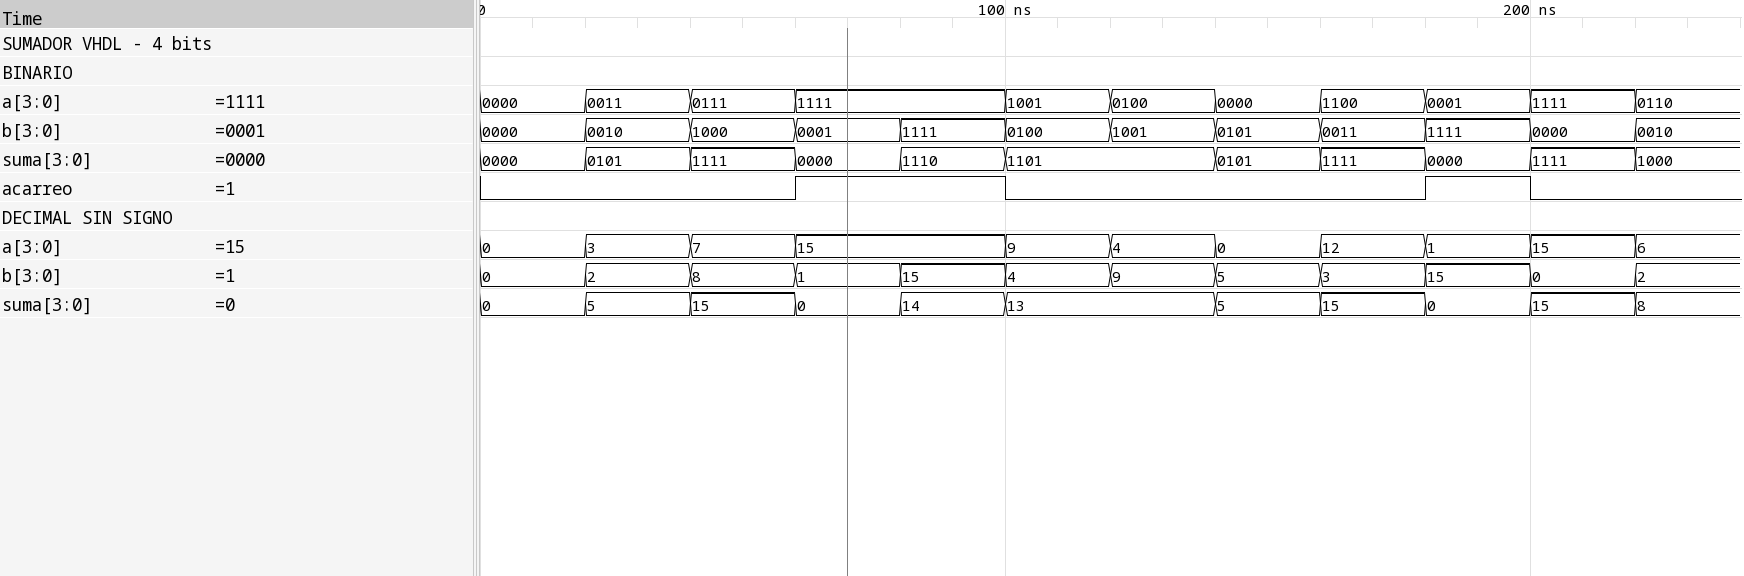 Time 0 100 ns 200 ns
SUMADOR VHDL - 4 bits
BINARIO
a[3:0] =1111 0000 0011 0111 1111 1001 0100 0000 1100 0001 1111 0110
b[3:0] =0001 0000 0010 1000 0001 1111 0100 1001 0101 0011 1111 0000 0010
suma[3:0] =0000 0000 0101 1111 0000 1110 1101 0101 1111 0000 1111 1000
acarreo =1
DECIMAL SIN SIGNO
a[3:0] =15 0 3 7 15 9 4 0 12 1 15 6
b[3:0] =1 0 2 8 1 15 4 9 5 3 15 0 2
suma[3:0] =0 0 5 15 0 14 13 5 15 0 15 8